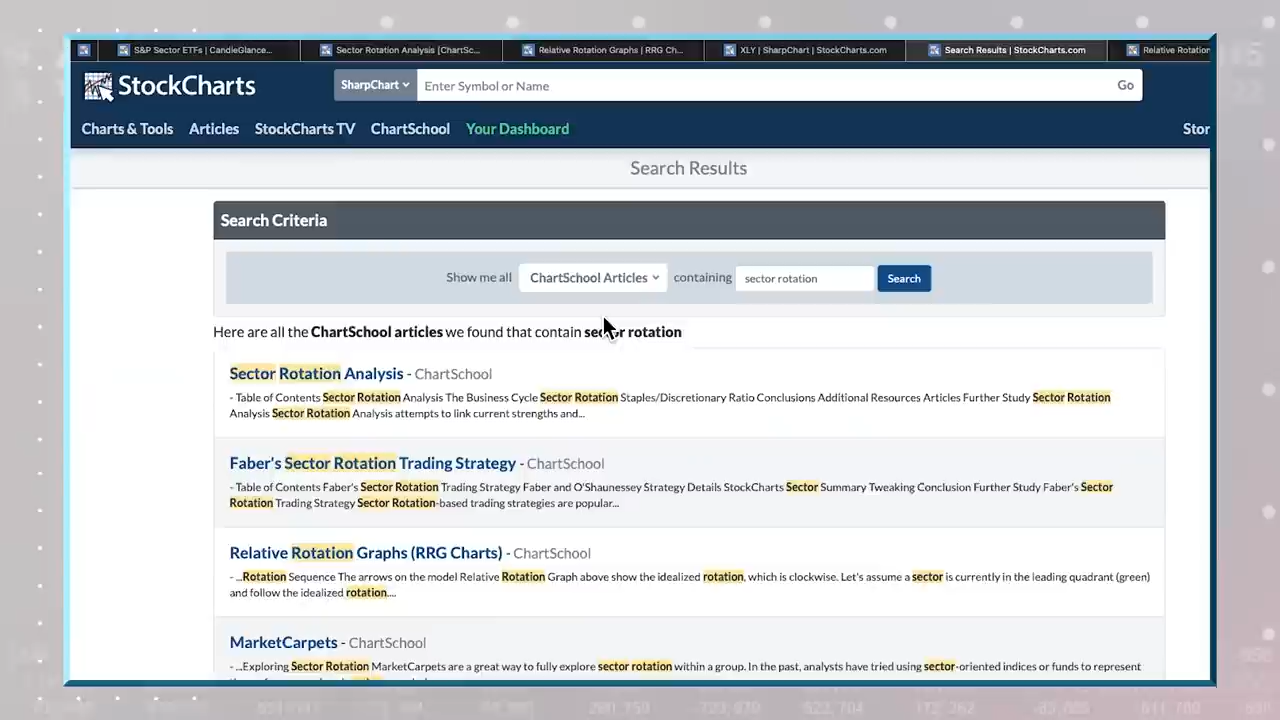 S&P Sector ETFs | CandleGlance...
Sector Rotation Analysis [ChartSc...
Relative Rotation Graphs | RRG Ch...
XLY | SharpChart | StockCharts.com
Search Results | StockCharts.com
Relative Rotation
StockCharts
SharpChart
Enter Symbol or Name
Go
Charts & Tools
Articles
StockCharts TV
ChartSchool
Your Dashboard
Stor
Search Results
Search Criteria
Show me all
ChartSchool Articles
containing
sector rotation
Search
Here are all the ChartSchool articles we found that contain sector rotation
Sector Rotation Analysis - ChartSchool
- Table of Contents Sector Rotation Analysis The Business Cycle Sector Rotation Staples/Discretionary Ratio Conclusions Additional Resources Articles Further Study Sector Rotation
Analysis Sector Rotation Analysis attempts to link current strengths and...
Faber's Sector Rotation Trading Strategy - ChartSchool
- Table of Contents Faber's Sector Rotation Trading Strategy Faber and O'Shaunessey Strategy Details StockCharts Sector Summary Tweaking Conclusion Further Study Faber's Sector
Rotation Trading Strategy Sector Rotation-based trading strategies are popular...
Relative Rotation Graphs (RRG Charts) - ChartSchool
- ...Rotation Sequence The arrows on the model Relative Rotation Graph above show the idealized rotation, which is clockwise. Let's assume a sector is currently in the leading quadrant (green)
and follow the idealized rotation....
MarketCarpets - ChartSchool
- ...Exploring Sector Rotation MarketCarpets are a great way to fully explore sector rotation within a group. In the past, analysts have tried using sector-oriented indices or funds to represent